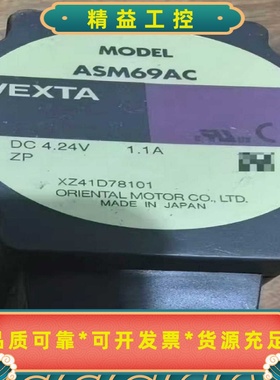 精益工控
MODEL
ASM69AC
VEXTA
DC 4.24V 1.1A
ZP
XZ41D78101
ORIENTAL MOTOR CO., LTD.
MADE IN JAPAN
品质可靠*可开发票*货源充足